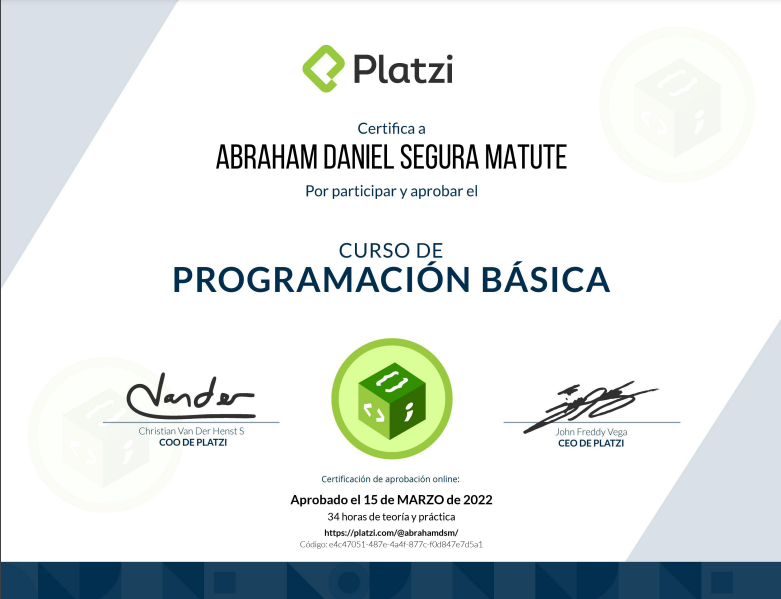 Platzi
Certifica a
ABRAHAM DANIEL SEGURA MATUTE
Por participar y aprobar el
CURSO DE
PROGRAMACIÓN BÁSICA
Vander
Christian Van Der Henst S
COO DE PLATZI
John Freddy Vega
CEO DE PLATZI
Certificación de aprobación online:
Aprobado el 15 de MARZO de 2022
34 horas de teoría y práctica
https://platzi.com/@abrahamdsm/
Código: e4c47051-487e-4a4f-877c-f0d847e7d5a1